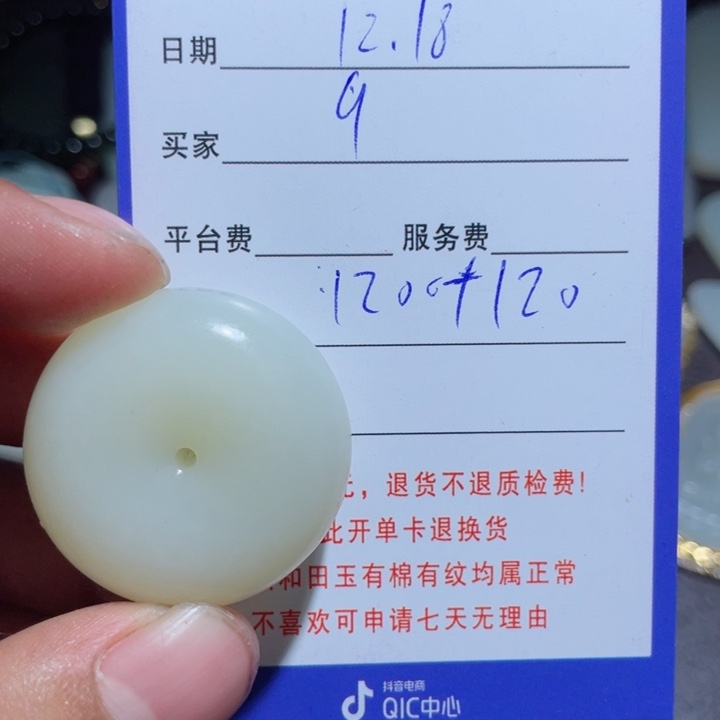 日期 12.18
买家 9
平台费 服务费
1200+120
，退货不退质检费！
此开单卡退换货
和田玉有棉有纹均属正常
不喜欢可申请七天无理由
抖音电商
QIC中心